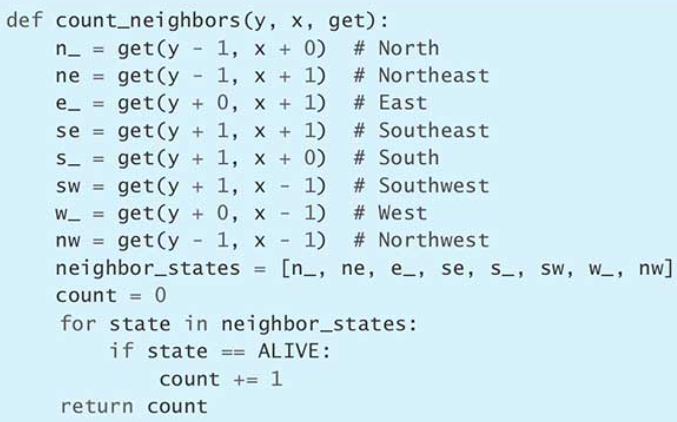 def count_neighbors(y, x, get):
    n_ = get(y - 1, x + 0)  # North
    ne = get(y - 1, x + 1)  # Northeast
    e_ = get(y + 0, x + 1)  # East
    se = get(y + 1, x + 1)  # Southeast
    s_ = get(y + 1, x + 0)  # South
    sw = get(y + 1, x - 1)  # Southwest
    w_ = get(y + 0, x - 1)  # West
    nw = get(y - 1, x - 1)  # Northwest
    neighbor_states = [n_, ne, e_, se, s_, sw, w_, nw]
    count = 0
    for state in neighbor_states:
        if state == ALIVE:
            count += 1
    return count